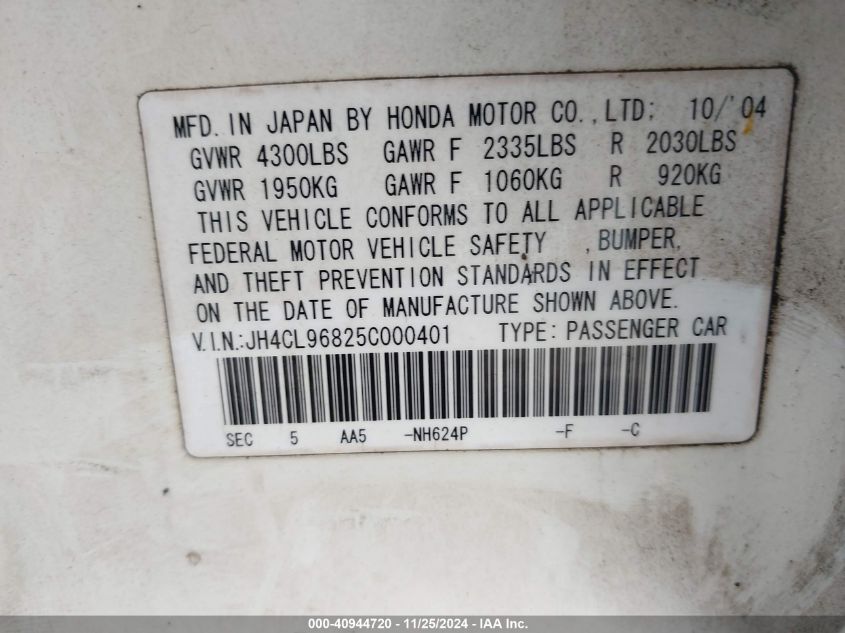 MFD. IN JAPAN BY HONDA MOTOR CO., LTD; 10/'04
GVWR 4300LBS GAWR F 2335LBS R 2030LBS
GVWR 1950KG GAWR F 1060KG R 920KG
THIS VEHICLE CONFORMS TO ALL APPLICABLE
FEDERAL MOTOR VEHICLE SAFETY , BUMPER,
AND THEFT PREVENTION STANDARDS IN EFFECT
ON THE DATE OF MANUFACTURE SHOWN ABOVE.
V.I.N.:JH4CL96825C000401 TYPE: PASSENGER CAR
SEC 5 AA5 -NH624P -F -C
000-40944720 - 11/25/2024 - IAA Inc.